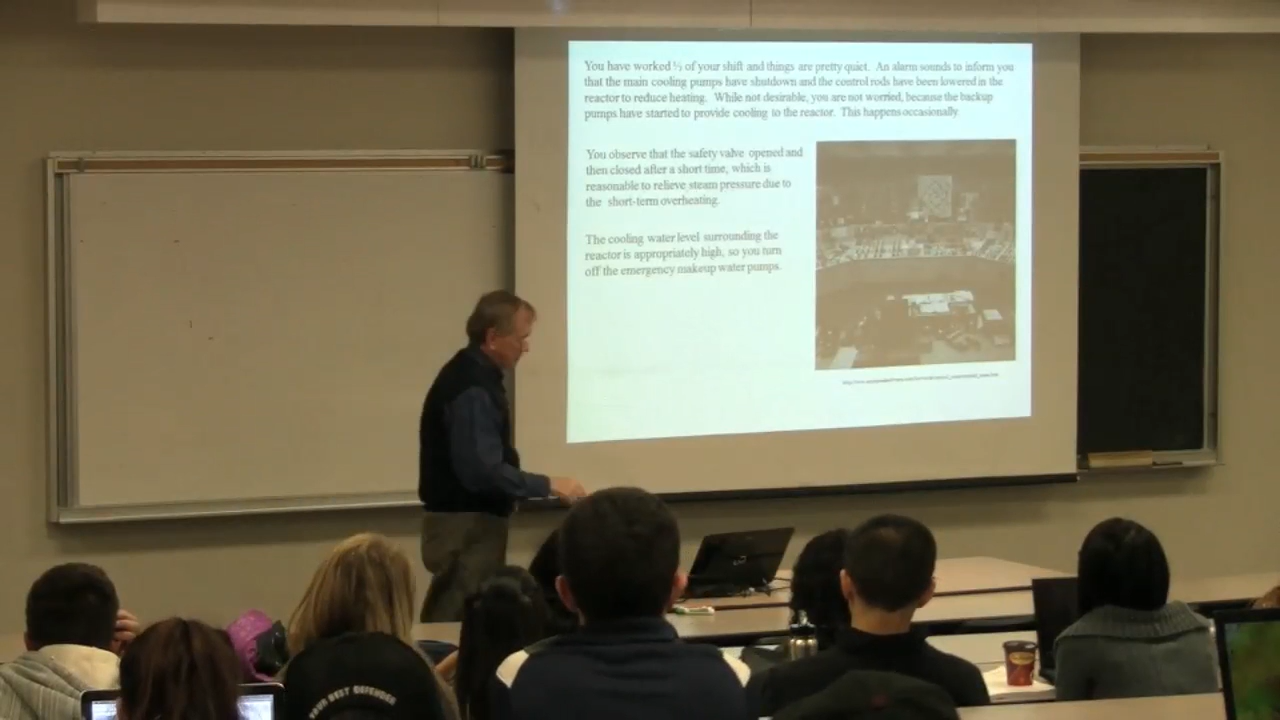 You have worked ½ of your shift and things are pretty quiet. An alarm sounds to inform you
that the main cooling pumps have shutdown and the control rods have been lowered in the
reactor to reduce heating. While not desirable, you are not worried, because the backup
pumps have started to provide cooling to the reactor. This happens occasionally.
You observe that the safety valve opened and
then closed after a short time, which is
reasonable to relieve steam pressure due to
the short-term overheating.
The cooling water level surrounding the
reactor is appropriately high, so you turn
off the emergency makeup water pumps.
YOUR BEST DEFENDER